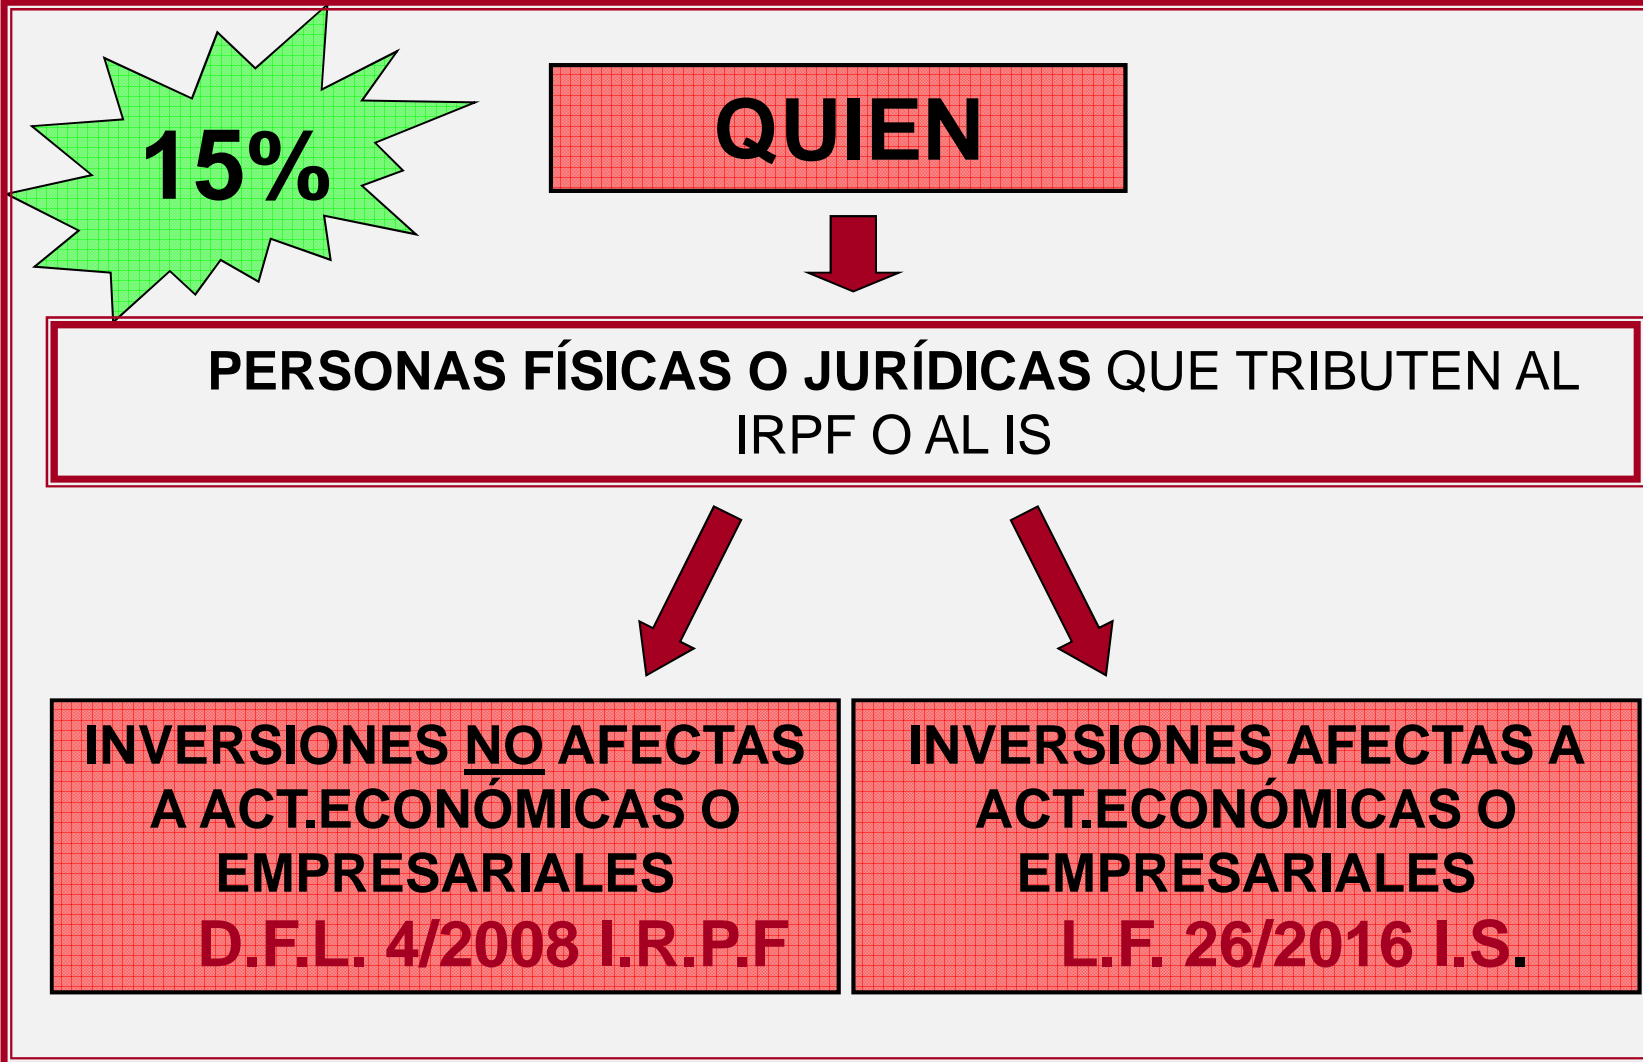 15%
QUIEN
PERSONAS FÍSICAS O JURÍDICAS QUE TRIBUTEN AL
IRPF O AL IS
INVERSIONES NO AFECTAS
A ACT.ECONÓMICAS O
EMPRESARIALES
D.F.L. 4/2008 I.R.P.F
INVERSIONES AFECTAS A
ACT.ECONÓMICAS O
EMPRESARIALES
L.F. 26/2016 I.S.